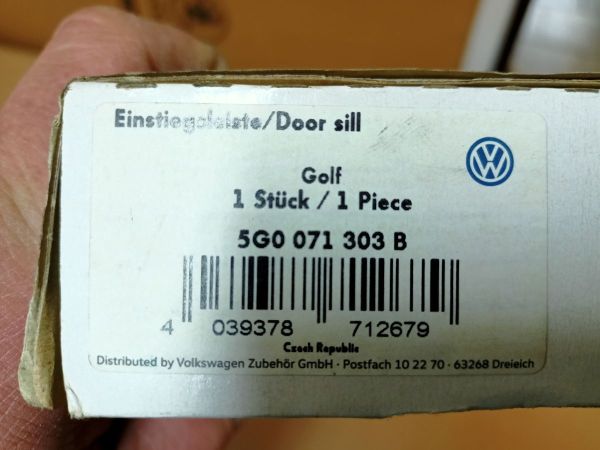 Einstiegsleiste/Door sill
Golf
1 Stück / 1 Piece
5G0 071 303 B
4 039378 712679
Czech Republic
Distributed by Volkswagen Zubehör GmbH · Postfach 10 22 70 · 63268 Dreieich